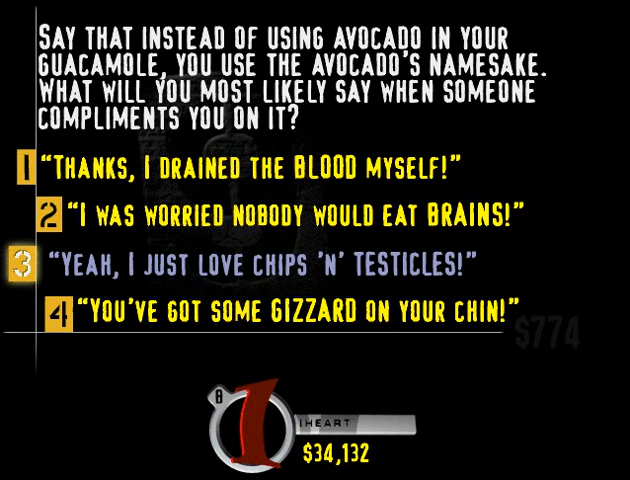 Say that instead of using avocado in your
guacamole, you use the avocado's namesake.
What will you most likely say when someone
compliments you on it?
1 "Thanks, I drained the BLOOD myself!"
2 "I was worried nobody would eat BRAINS!"
3 "Yeah, I just love chips 'n' TESTICLES!"
4 "You've got some GIZZARD on your chin!"
$774
1 IHEART
$34,132